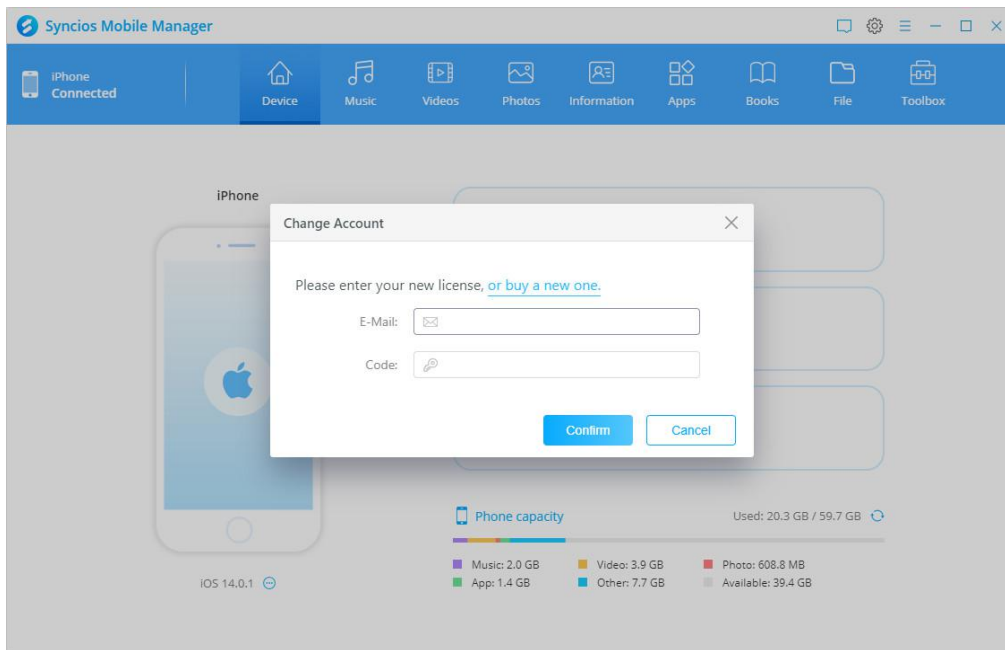 Syncios Mobile Manager
iPhone
Connected
Device
Music
Videos
Photos
Information
Apps
Books
File
Toolbox
iPhone
Change Account
Please enter your new license, or buy a new one.
E-Mail:
Code:
Confirm
Cancel
Phone capacity
Used: 20.3 GB / 59.7 GB
Music: 2.0 GB
Video: 3.9 GB
Photo: 608.8 MB
App: 1.4 GB
Other: 7.7 GB
Available: 39.4 GB
iOS 14.0.1